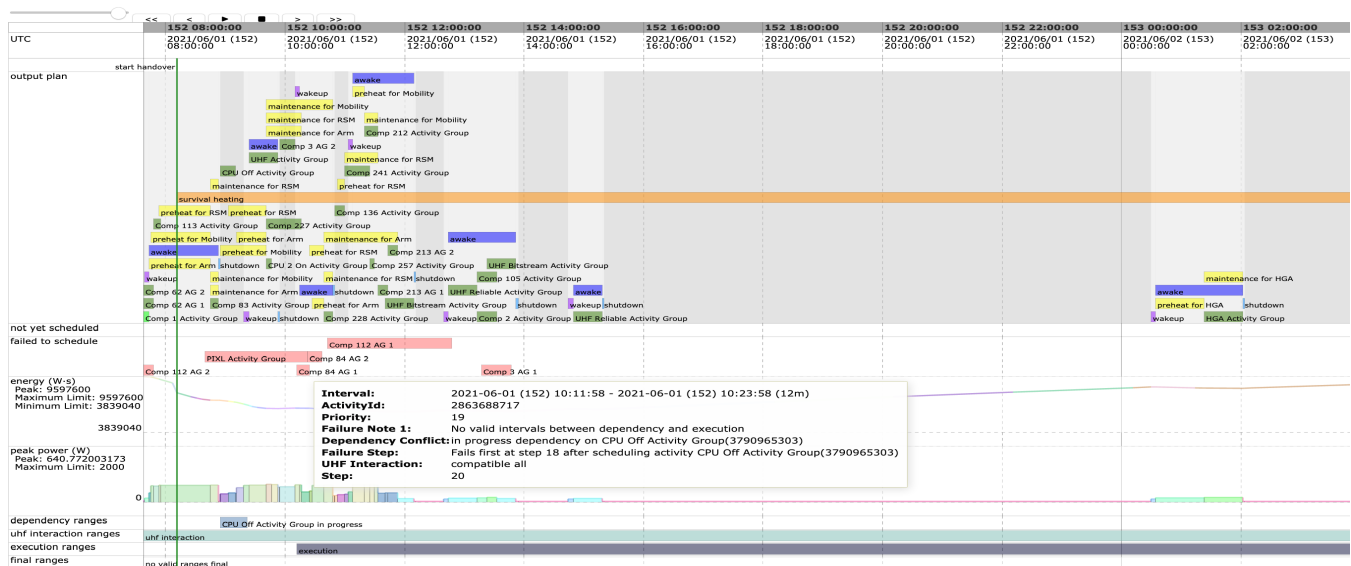 << < ▶ ■ > >>
152 08:00:00 152 10:00:00 152 12:00:00 152 14:00:00 152 16:00:00 152 18:00:00 152 20:00:00 152 22:00:00 153 00:00:00 153 02:00:00
UTC 2021/06/01 (152) 2021/06/01 (152) 2021/06/01 (152) 2021/06/01 (152) 2021/06/01 (152) 2021/06/01 (152) 2021/06/01 (152) 2021/06/01 (152) 2021/06/02 (153) 2021/06/02 (153)
08:00:00 10:00:00 12:00:00 14:00:00 16:00:00 18:00:00 20:00:00 22:00:00 00:00:00 02:00:00
start handover
output plan awake
wakeup preheat for Mobility
maintenance for Mobility
maintenance for RSM maintenance for Mobility
maintenance for Arm Comp 212 Activity Group
awake Comp 3 AG 2 wakeup
UHF Activity Group maintenance for RSM
CPU Off Activity Group Comp 241 Activity Group
maintenance for RSM preheat for RSM
survival heating
preheat for RSM preheat for RSM Comp 136 Activity Group
Comp 113 Activity Group Comp 227 Activity Group
preheat for Mobility preheat for Arm maintenance for Arm awake
awake preheat for Mobility preheat for RSM Comp 213 AG 2
preheat for Arm shutdown CPU 2 On Activity Group Comp 257 Activity Group UHF Bitstream Activity Group
wakeup maintenance for Mobility maintenance for RSM shutdown Comp 105 Activity Group maintenance for HGA
Comp 62 AG 2 maintenance for Arm awake shutdown Comp 213 AG 1 UHF Reliable Activity Group awake awake
Comp 62 AG 1 Comp 83 Activity Group preheat for Arm UHF Bitstream Activity Group shutdown wakeup shutdown preheat for HGA shutdown
Comp 1 Activity Group wakeup shutdown Comp 228 Activity Group wakeup Comp 2 Activity Group UHF Reliable Activity Group wakeup HGA Activity Group
not yet scheduled
failed to schedule Comp 112 AG 1
PIXL Activity Group Comp 84 AG 2
Comp 112 AG 2 Comp 84 AG 1 Comp 3 AG 1
energy (W·s)
Peak: 9597600
Maximum Limit: 9597600
Minimum Limit: 3839040
3839040
Interval: 2021-06-01 (152) 10:11:58 - 2021-06-01 (152) 10:23:58 (12m)
ActivityId: 2863688717
Priority: 19
Failure Note 1: No valid intervals between dependency and execution
Dependency Conflict: in progress dependency on CPU Off Activity Group(3790965303)
Failure Step: Fails first at step 18 after scheduling activity CPU Off Activity Group(3790965303)
UHF Interaction: compatible all
Step: 20
peak power (W)
Peak: 640.772003173
Maximum Limit: 2000
0
dependency ranges CPU Off Activity Group in progress
uhf interaction ranges uhf interaction
execution ranges execution
final ranges no valid ranges final